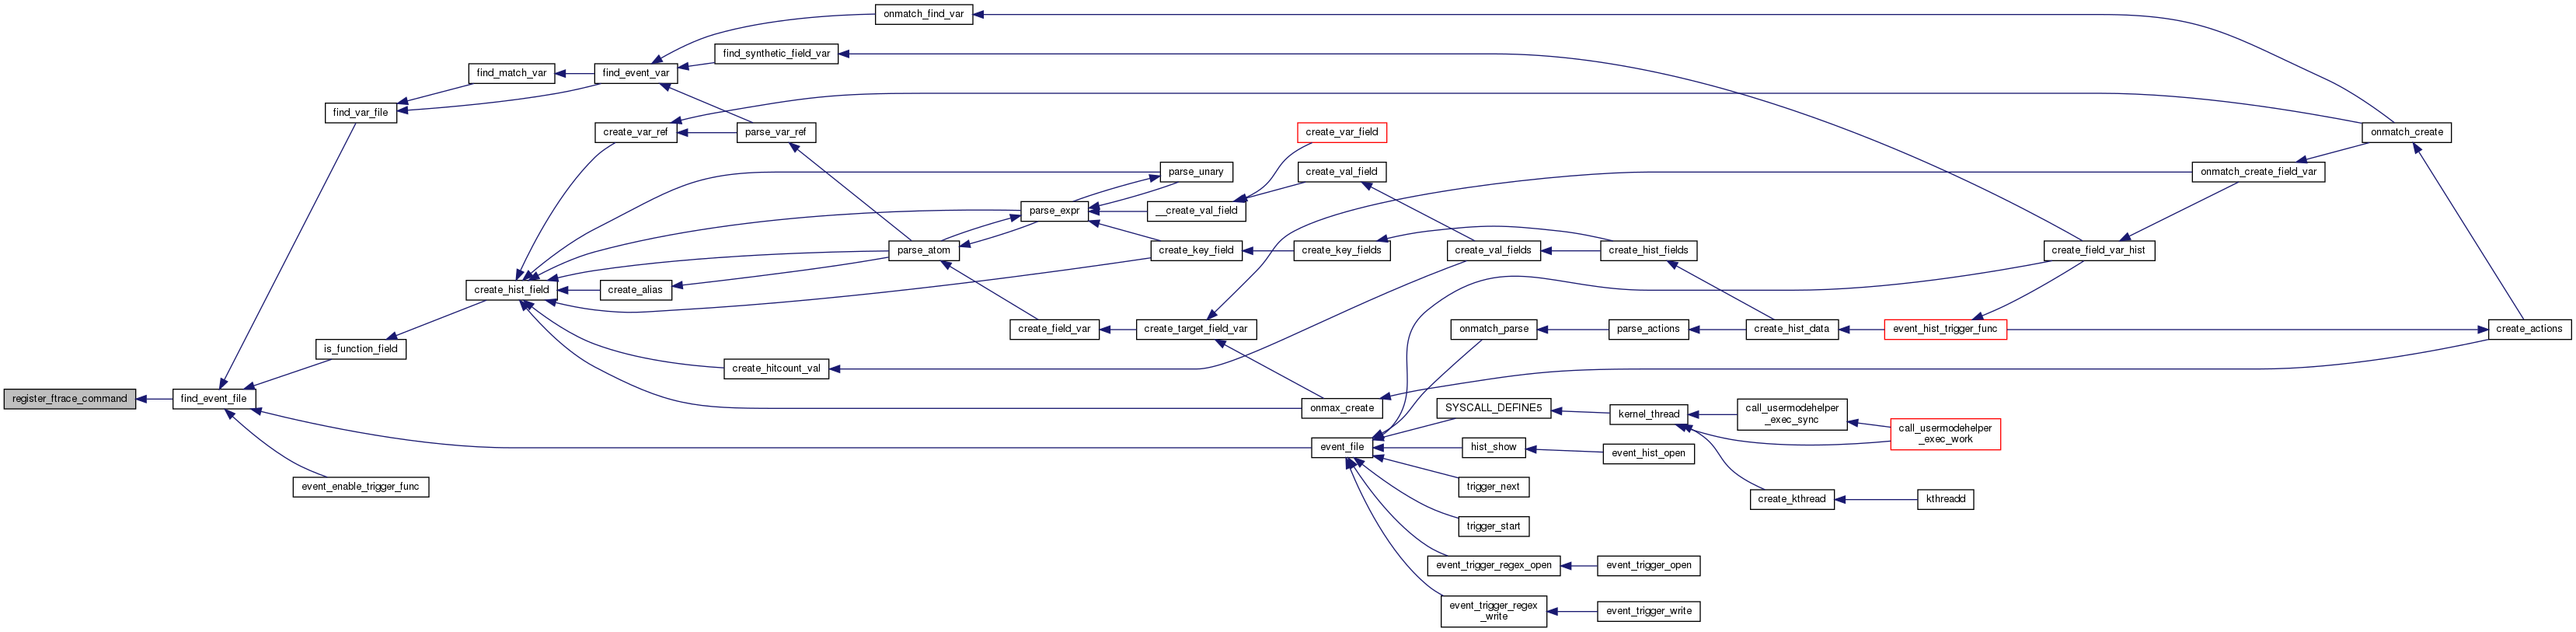 onmatch_find_var
find_synthetic_field_var
find_match_var
find_event_var
find_var_file
create_var_ref
parse_var_ref
create_var_field
onmatch_create
parse_unary
create_val_field
onmatch_create_field_var
parse_expr
__create_val_field
parse_atom
create_key_field
create_key_fields
create_val_fields
create_hist_fields
create_field_var_hist
create_hist_field
create_alias
create_field_var
create_target_field_var
onmatch_parse
parse_actions
create_hist_data
event_hist_trigger_func
create_actions
is_function_field
create_hitcount_val
register_ftrace_command
find_event_file
onmax_create
SYSCALL_DEFINE5
kernel_thread
call_usermodehelper
_exec_sync
call_usermodehelper
_exec_work
event_file
hist_show
event_hist_open
event_enable_trigger_func
trigger_next
create_kthread
kthreadd
trigger_start
event_trigger_regex_open
event_trigger_open
event_trigger_regex
_write
event_trigger_write